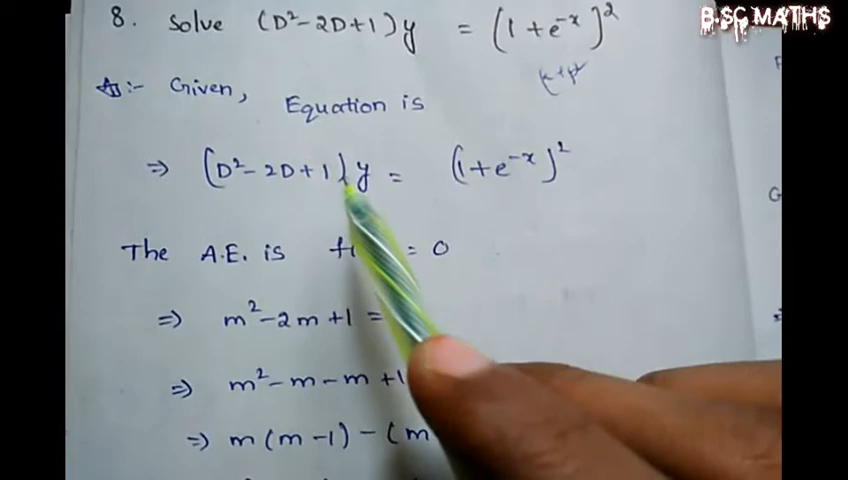 B.SC MATHS
8. Solve (D²-2D+1)y = (1+e⁻ˣ)²
A:- Given, Equation is
⇒ (D²-2D+1)y = (1+e⁻ˣ)²
The A.E. is = 0
⇒ m²-2m+1 =
⇒ m²-m-m+1
⇒ m(m-1)-(m